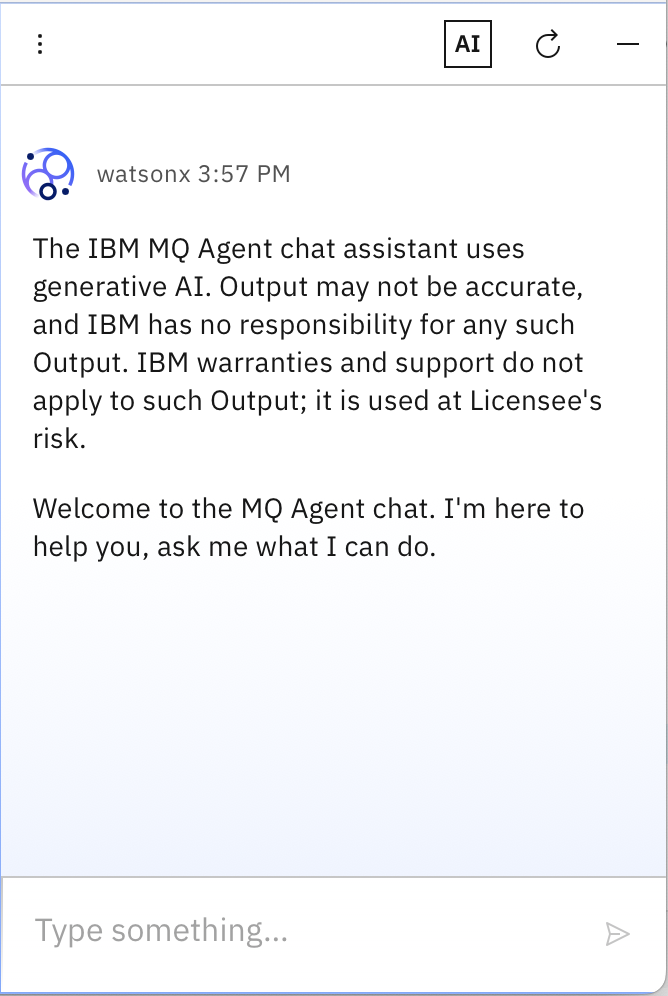 AI
watsonx 3:57 PM
The IBM MQ Agent chat assistant uses
generative AI. Output may not be accurate,
and IBM has no responsibility for any such
Output. IBM warranties and support do not
apply to such Output; it is used at Licensee's
risk.
Welcome to the MQ Agent chat. I'm here to
help you, ask me what I can do.
Type something...